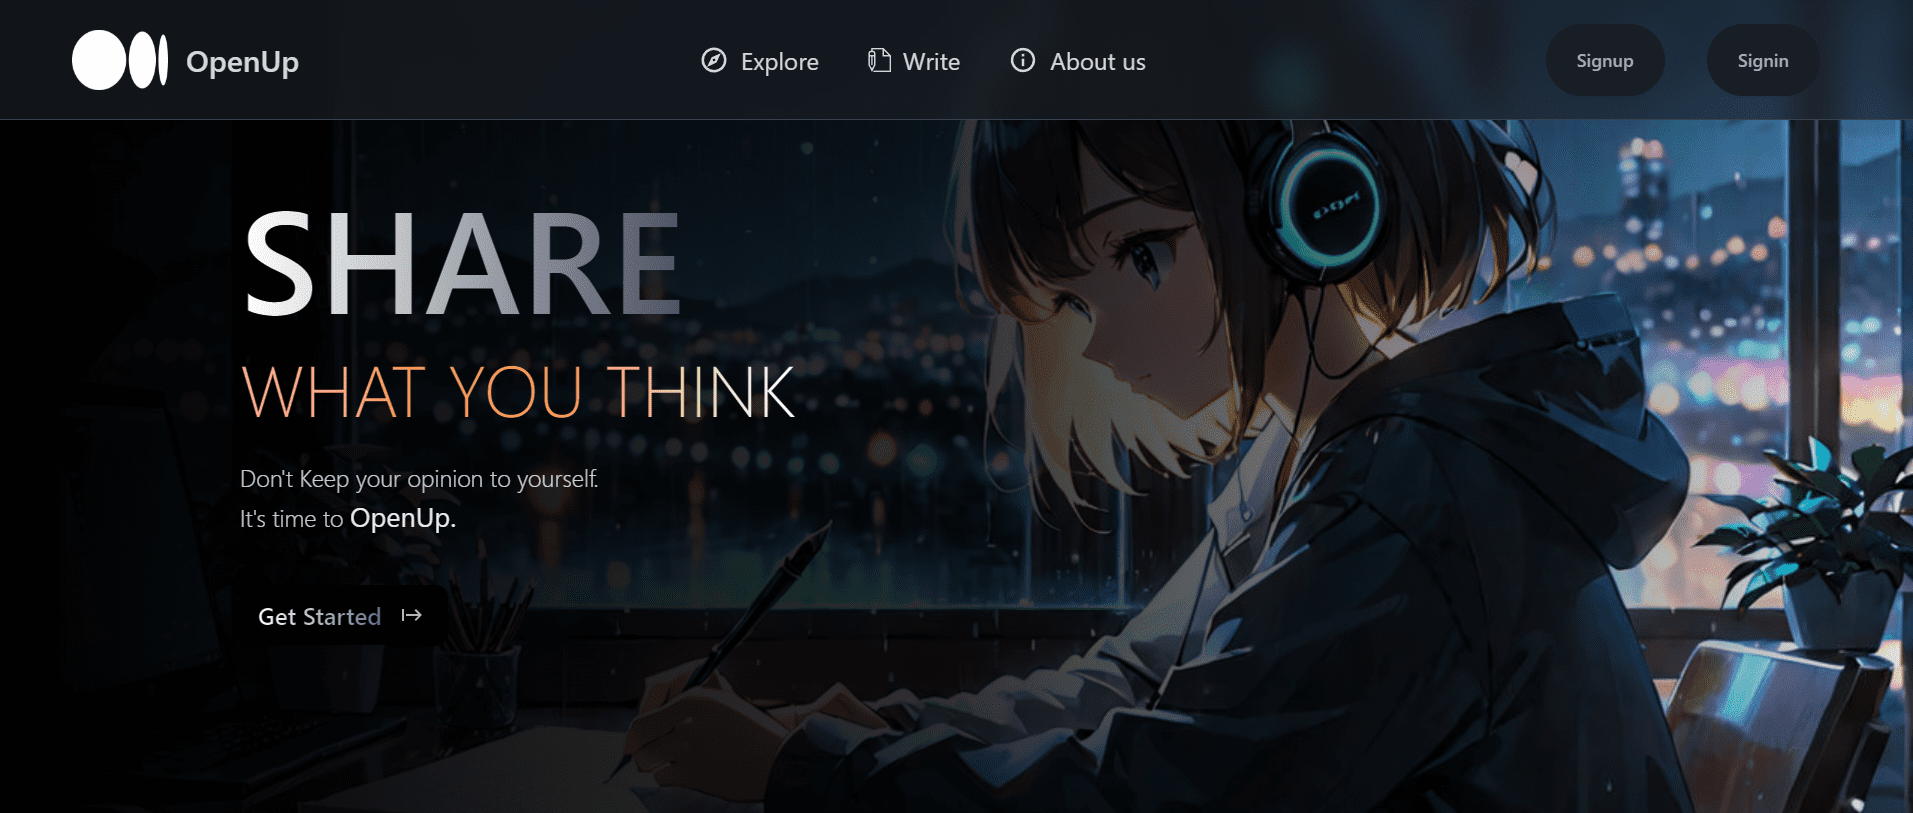 OpenUp
Explore
Write
About us
Signup
Signin
SHARE
WHAT YOU THINK
Don't Keep your opinion to yourself.
It's time to OpenUp.
Get Started